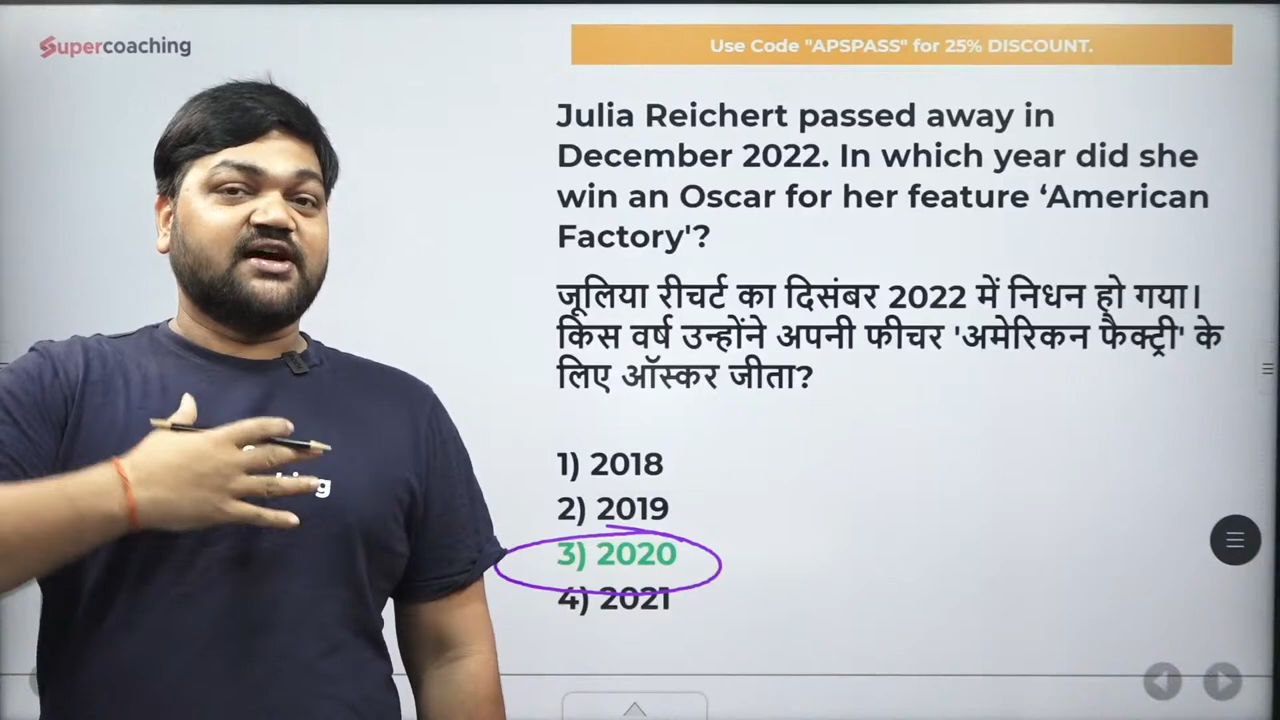 Supercoaching
Use Code "APSPASS" for 25% DISCOUNT.
Julia Reichert passed away in
December 2022. In which year did she
win an Oscar for her feature ‘American
Factory'?
जूलिया रीचर्ट का दिसंबर 2022 में निधन हो गया।
किस वर्ष उन्होंने अपनी फीचर 'अमेरिकन फैक्ट्री' के
लिए ऑस्कर जीता?
1) 2018
2) 2019
3) 2020
4) 2021